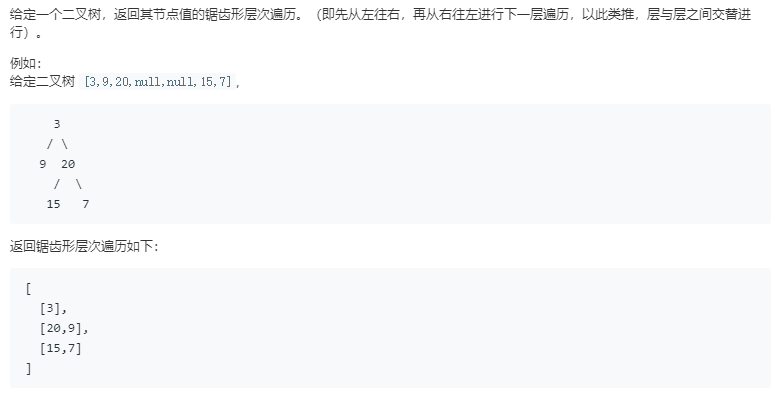 给定一个二叉树，返回其节点值的锯齿形层次遍历。（即先从左往右，再从右往左进行下一层遍历，以此类推，层与层之间交替进
行）。
例如：
给定二叉树 [3,9,20,null,null,15,7],
3
/ \
9 20
/ \
15 7
返回锯齿形层次遍历如下：
[
[3],
[20,9],
[15,7]
]